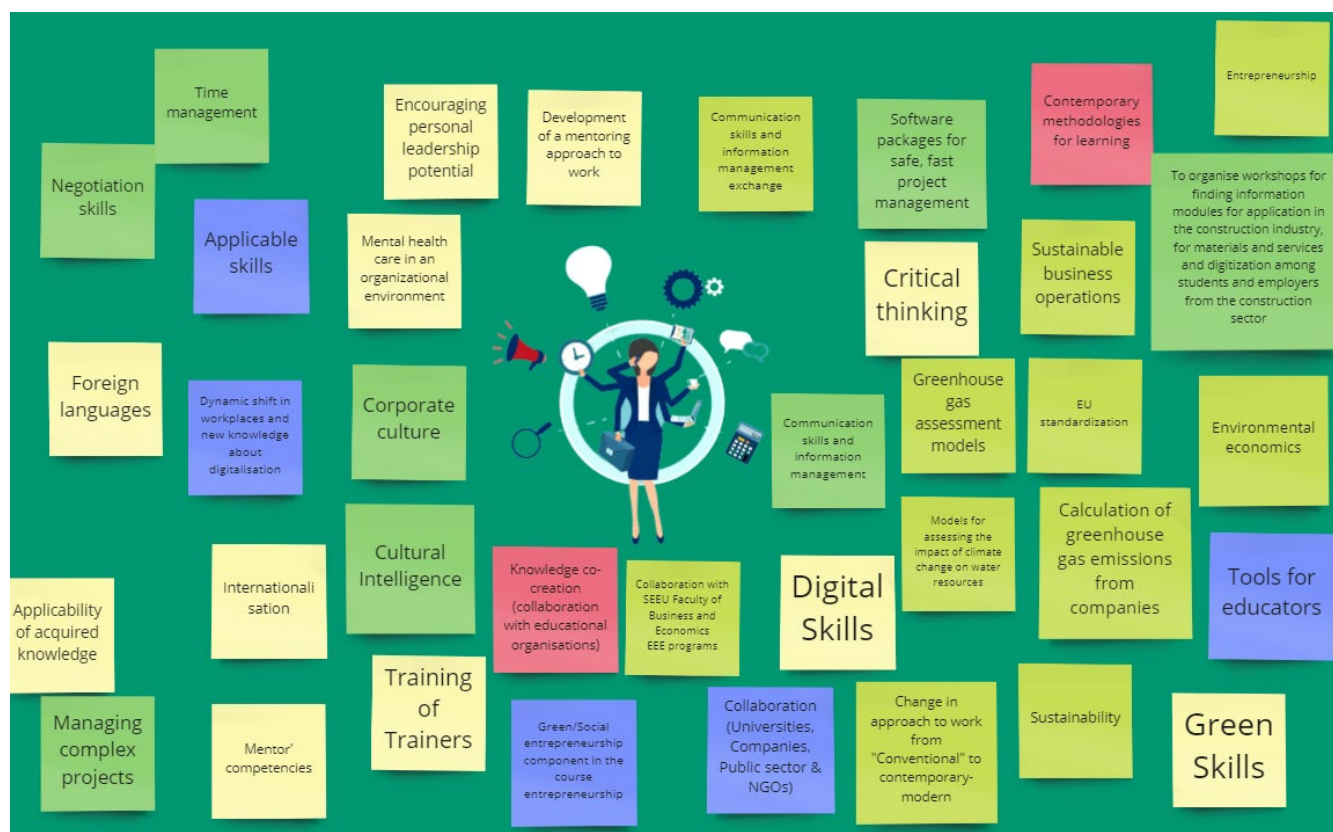 Time
management
Negotiation
skills
Encouraging
personal
leadership
potential
Development
of a mentoring
approach to
work
Communication
skills and
information
management
exchange
Software
packages for
safe, fast
project
management
Contemporary
methodologies
for learning
Entrepreneurship
Applicable
skills
Mental health
care in an
organizational
environment
Critical
thinking
Sustainable
business
operations
To organise workshops for
finding information
modules for application in
the construction industry,
for materials and services
and digitization among
students and employers
from the construction
sector
Foreign
languages
Dynamic shift in
workplaces and
new knowledge
about
digitalisation
Corporate
culture
Communication
skills and
information
management
Greenhouse
gas
assessment
models
EU
standardization
Environmental
economics
Applicability
of acquired
knowledge
Internationali
sation
Cultural
Intelligence
Knowledge co-
creation
(collaboration
with educational
organisations)
Collaboration with
SEEU Faculty of
Business and
Economics
EEE programs
Digital
Skills
Models for
assessing the
impact of climate
change on water
resources
Calculation of
greenhouse
gas emissions
from
companies
Tools for
educators
Managing
complex
projects
Mentor'
competencies
Training
of
Trainers
Green/Social
entrepreneurship
component in the
course
entrepreneurship
Collaboration
(Universities,
Companies,
Public sector &
NGOs)
Change in
approach to work
from
"Conventional" to
contemporary-
modern
Sustainability
Green
Skills